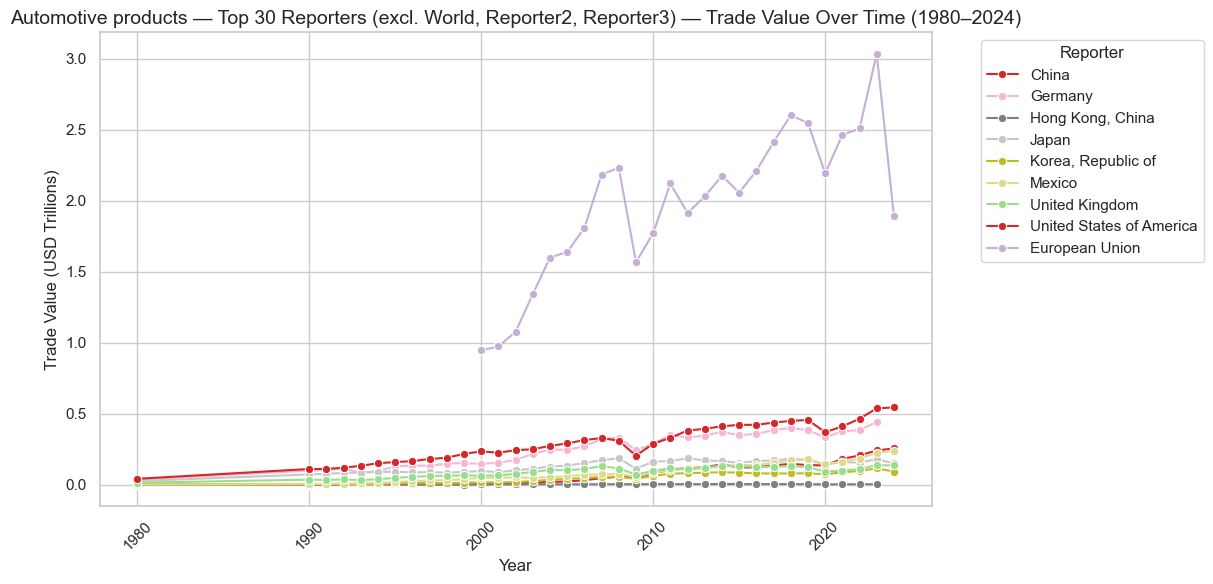 Automotive products — Top 30 Reporters (excl. World, Reporter2, Reporter3) — Trade Value Over Time (1980–2024)
Trade Value (USD Trillions)
3.0
2.5
2.0
1.5
1.0
0.5
0.0
1980
1990
2000
2010
2020
Year
Reporter
China
Germany
Hong Kong, China
Japan
Korea, Republic of
Mexico
United Kingdom
United States of America
European Union